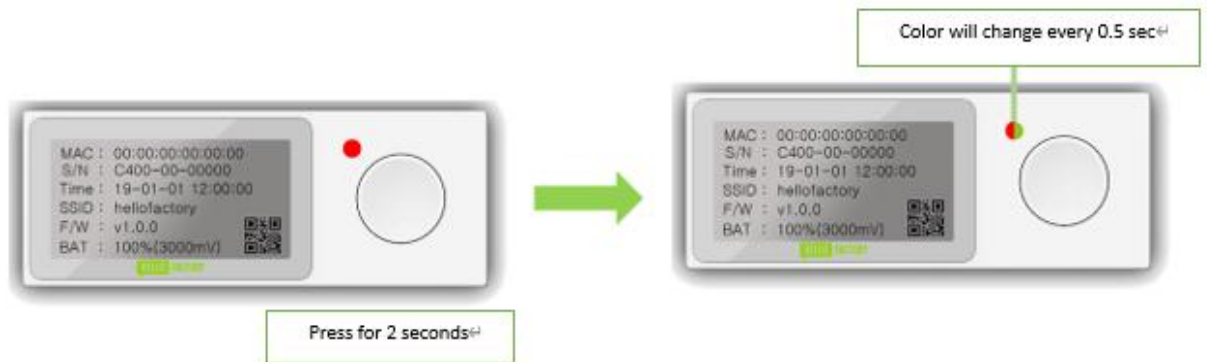 Color will change every 0.5 sec↵
MAC : 00:00:00:00:00:00
S/N : C400-00-00000
Time : 19-01-01 12:00:00
SSID : hellofactory
F/W : v1.0.0
BAT : 100%(3000mV)
MAC : 00:00:00:00:00:00
S/N : C400-00-00000
Time : 19-01-01 12:00:00
SSID : hellofactory
F/W : v1.0.0
BAT : 100%(3000mV)
Press for 2 seconds↵